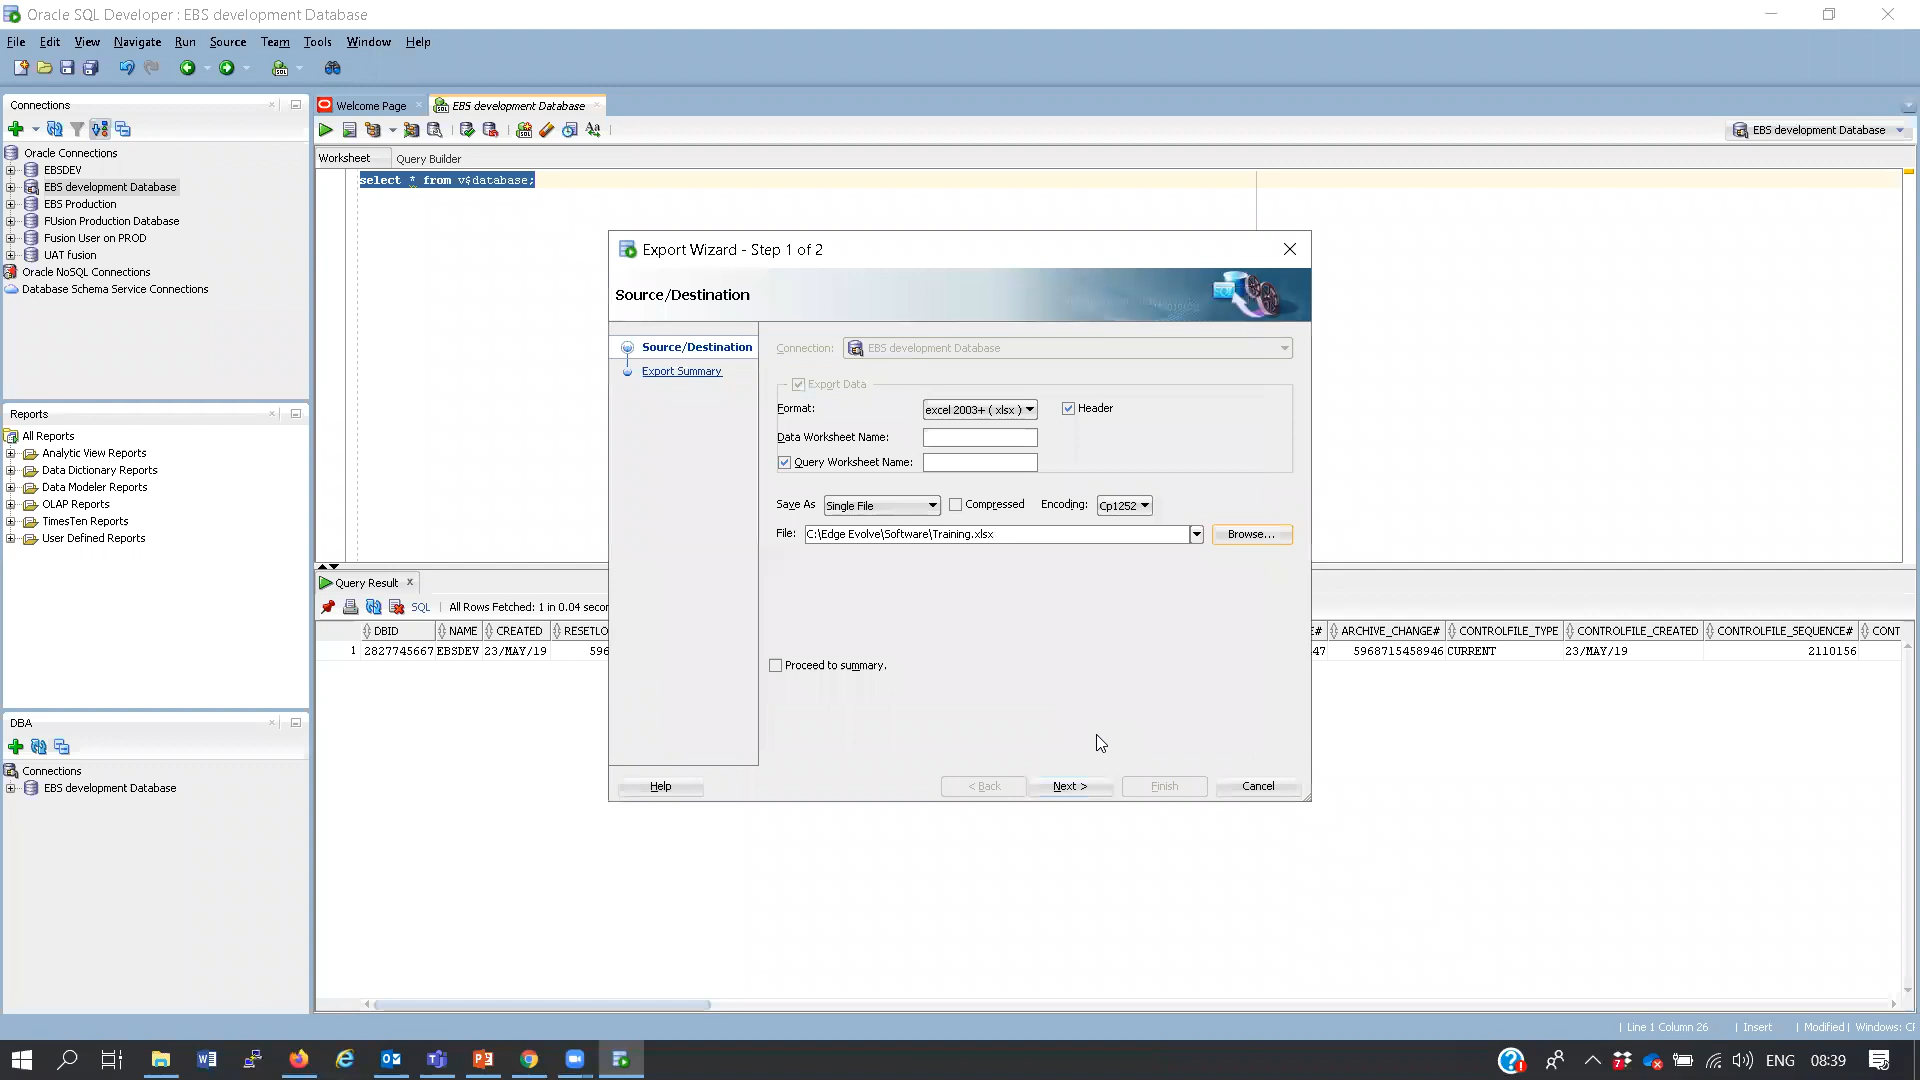 Oracle SQL Developer : EBS development Database
File Edit View Navigate Run Source Team Tools Window Help
Connections
Oracle Connections
EBSDEV
EBS development Database
EBS Production
FUsion Production Database
Fusion User on PROD
UAT fusion
Oracle NoSQL Connections
Database Schema Service Connections
Reports
All Reports
Analytic View Reports
Data Dictionary Reports
Data Modeler Reports
OLAP Reports
TimesTen Reports
User Defined Reports
DBA
Connections
EBS development Database
Welcome Page EBS development Database
EBS development Database
Worksheet Query Builder
select * from v$database;
Export Wizard - Step 1 of 2
Source/Destination
Source/Destination
Export Summary
Connection: EBS development Database
Export Data
Format: excel 2003+ ( xlsx ) Header
Data Worksheet Name:
Query Worksheet Name:
Save As Single File Compressed Encoding: Cp1252
File: C:\Edge Evolve\Software\Training.xlsx Browse...
Proceed to summary.
Help < Back Next > Finish Cancel
Query Result
SQL All Rows Fetched: 1 in 0.04 secon
DBID NAME CREATED RESETLO E# ARCHIVE_CHANGE# CONTROLFILE_TYPE CONTROLFILE_CREATED CONTROLFILE_SEQUENCE# CONT
1 2827745667 EBSDEV 23/MAY/19 596 47 5968715458946 CURRENT 23/MAY/19 2110156
Line 1 Column 26 Insert Modified Windows: CF
ENG 08:39